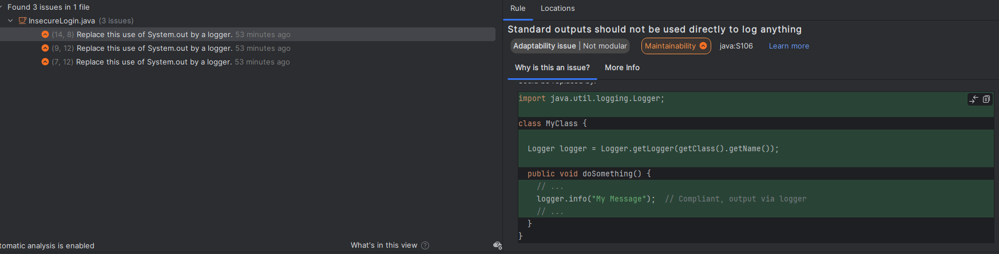 Found 3 issues in 1 file
InsecureLogin.java (3 issues)
(14, 8) Replace this use of System.out by a logger. 53 minutes ago
(9, 12) Replace this use of System.out by a logger. 53 minutes ago
(7, 12) Replace this use of System.out by a logger. 53 minutes ago
tomatic analysis is enabled
What's in this view ?
Rule Locations
Standard outputs should not be used directly to log anything
Adaptability issue | Not modular Maintainability java:S106 Learn more
Why is this an issue? More Info
import java.util.logging.Logger;
class MyClass {
Logger logger = Logger.getLogger(getClass().getName());
public void doSomething() {
// ...
logger.info("My Message"); // Compliant, output via logger
// ...
}
}